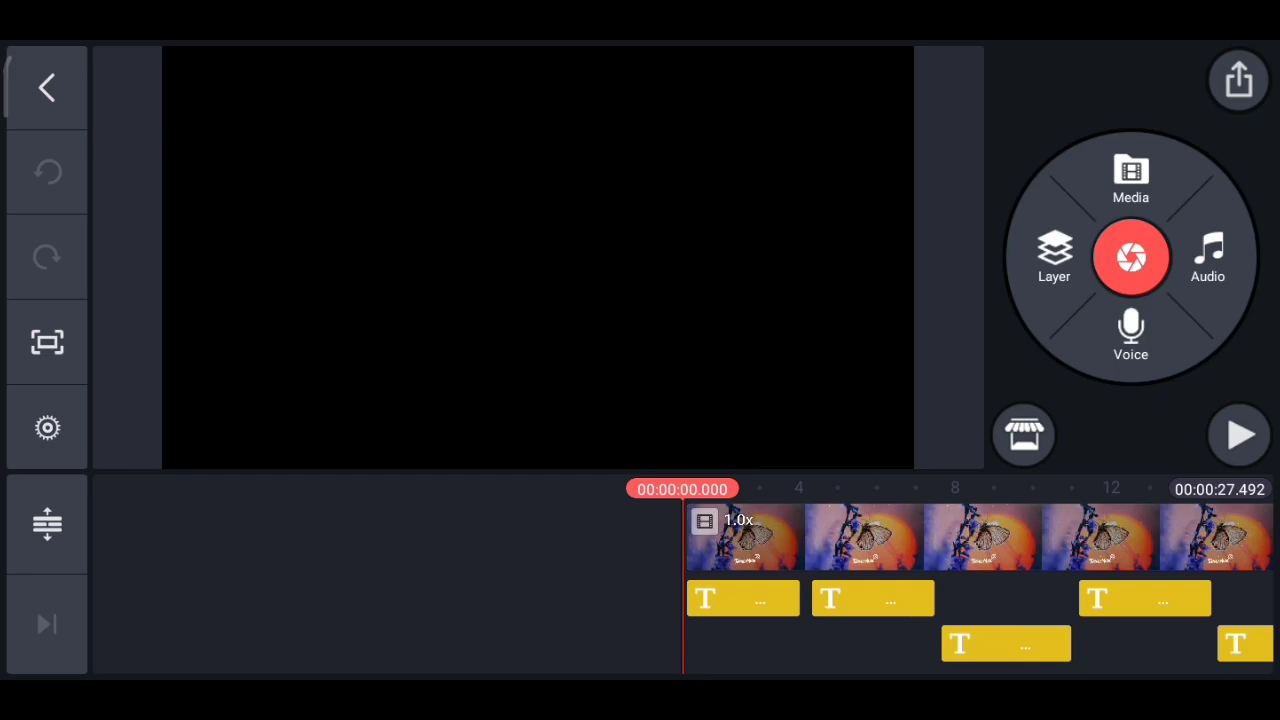 Media
Layer
Audio
Voice
00:00:00.000
4
8
12
00:00:27.492
1.0x
T ...
T ...
T ...
T ...
T